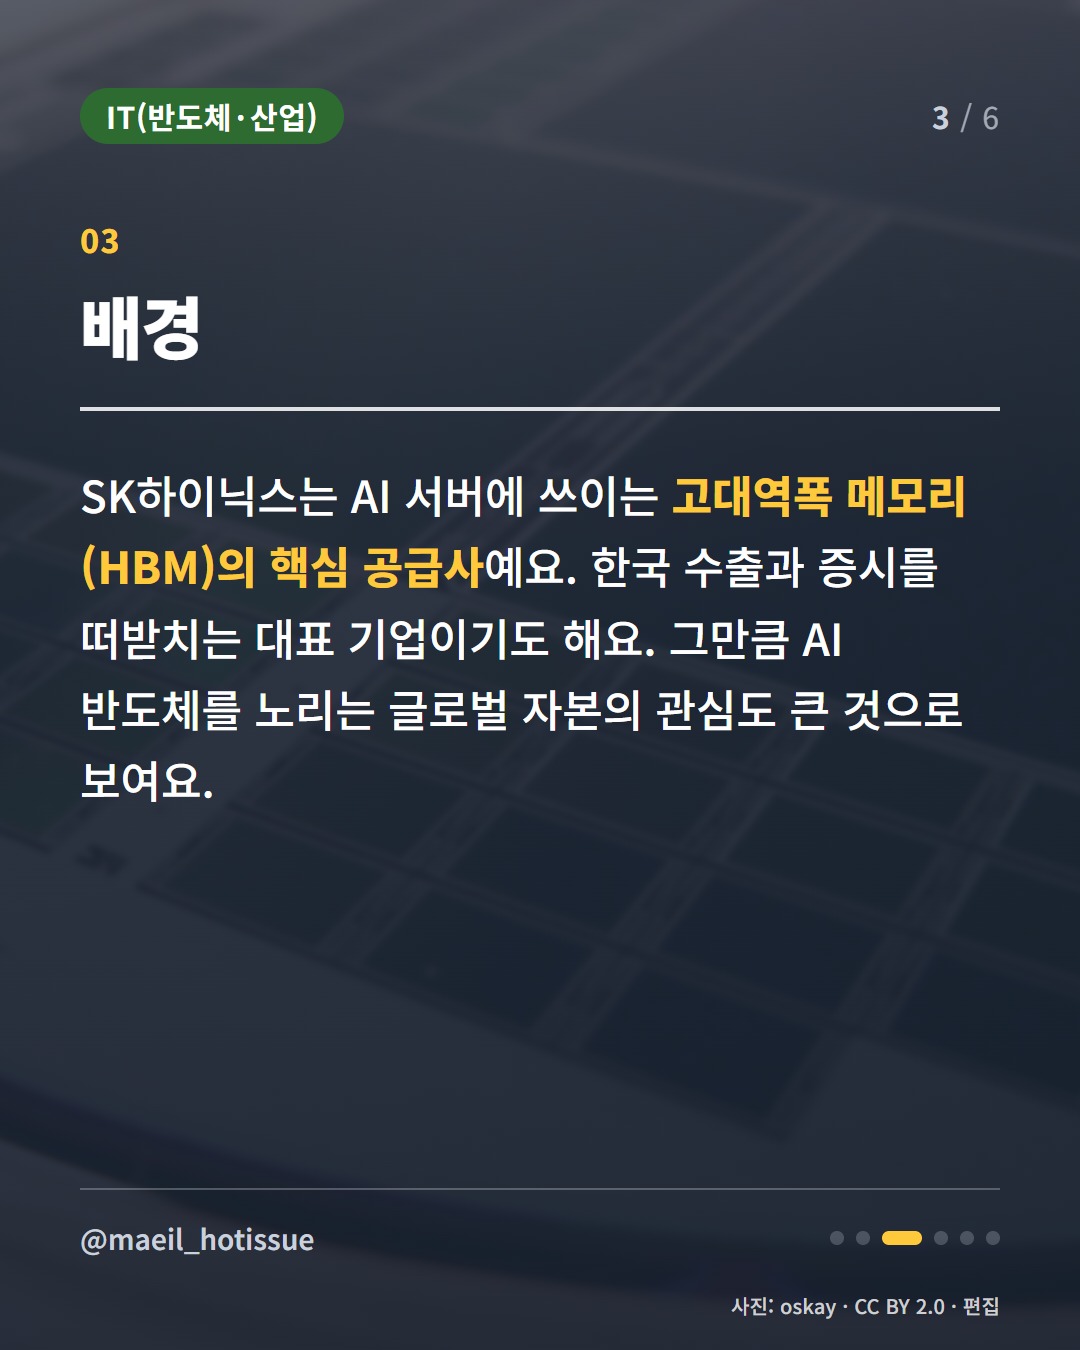 IT(반도체·산업)
3 / 6
03
배경
SK하이닉스는 AI 서버에 쓰이는 고대역폭 메모리
(HBM)의 핵심 공급사예요. 한국 수출과 증시를
떠받치는 대표 기업이기도 해요. 그만큼 AI
반도체를 노리는 글로벌 자본의 관심도 큰 것으로
보여요.
@maeil_hotissue
사진: oskay · CC BY 2.0 · 편집